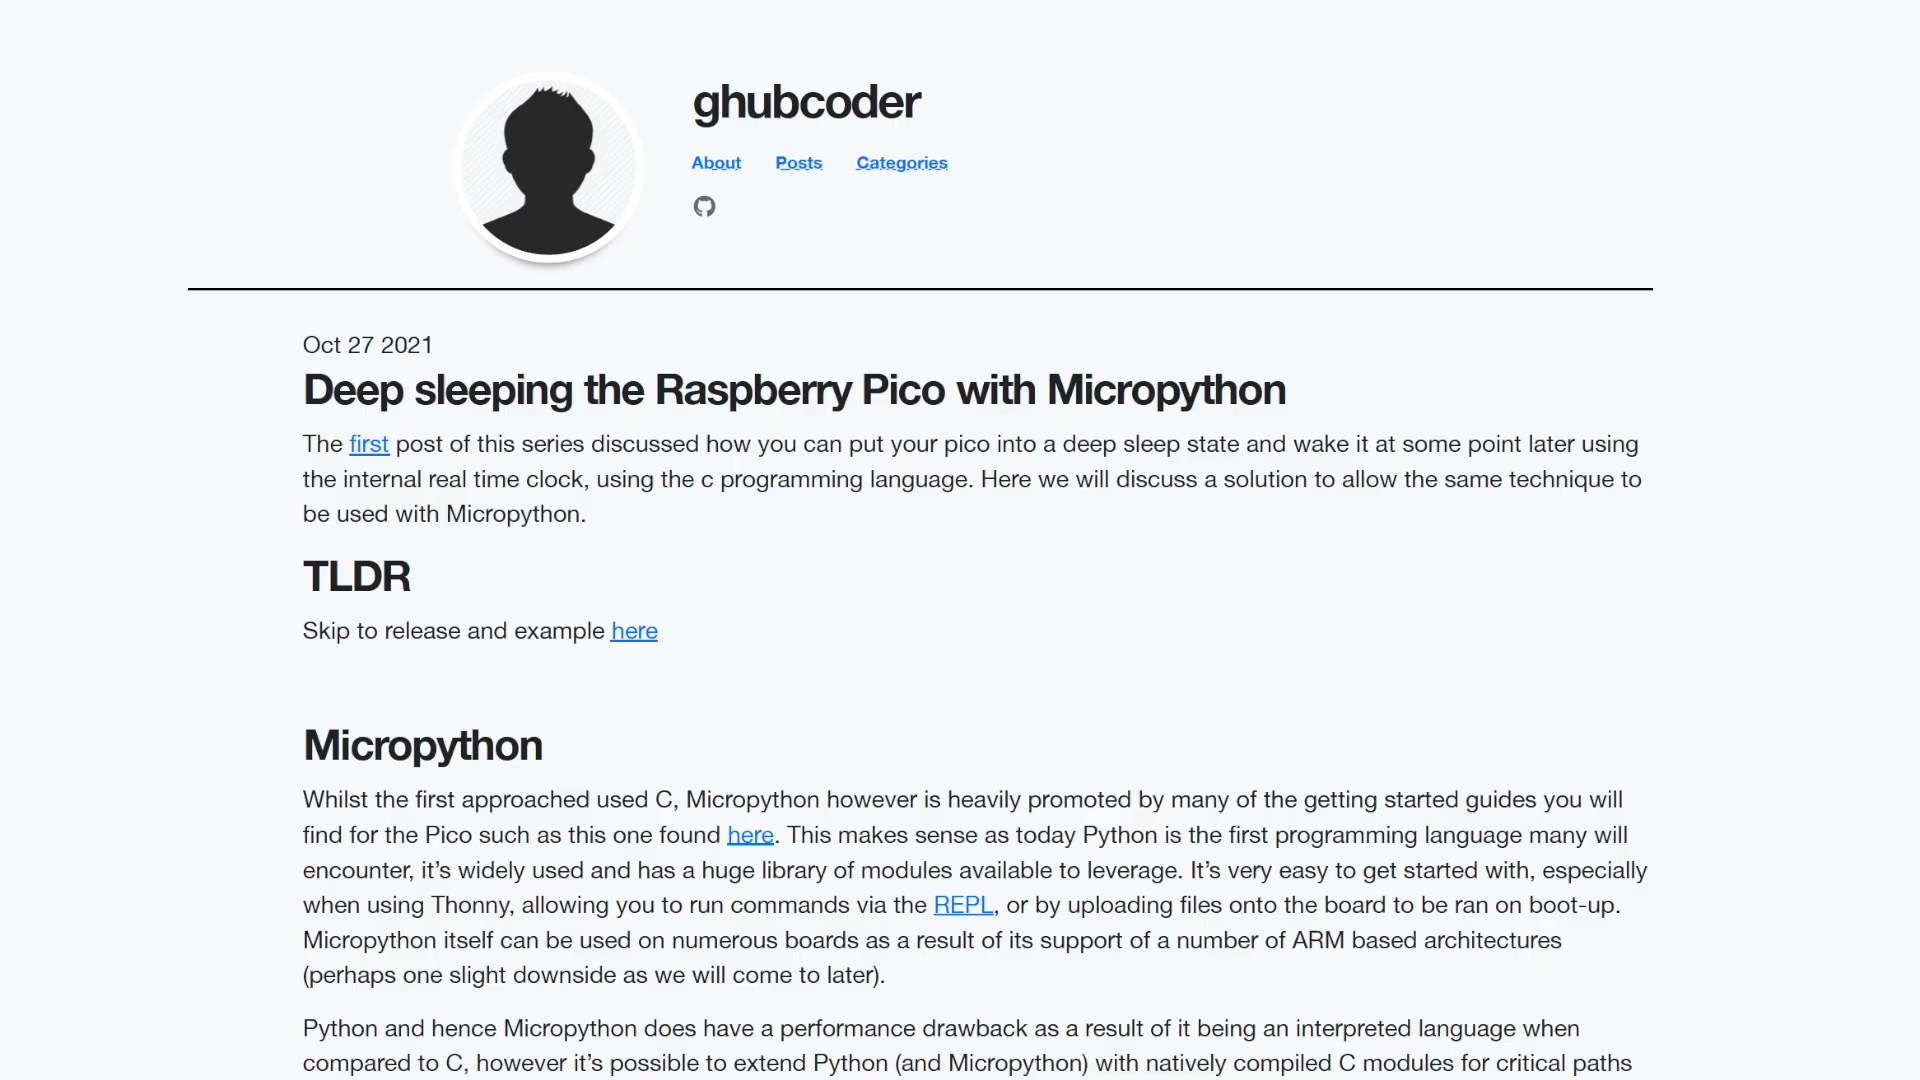 ghubcoder
About Posts Categories
Oct 27 2021
Deep sleeping the Raspberry Pico with Micropython
The first post of this series discussed how you can put your pico into a deep sleep state and wake it at some point later using
the internal real time clock, using the c programming language. Here we will discuss a solution to allow the same technique to
be used with Micropython.
TLDR
Skip to release and example here
Micropython
Whilst the first approached used C, Micropython however is heavily promoted by many of the getting started guides you will
find for the Pico such as this one found here. This makes sense as today Python is the first programming language many will
encounter, it’s widely used and has a huge library of modules available to leverage. It’s very easy to get started with, especially
when using Thonny, allowing you to run commands via the REPL, or by uploading files onto the board to be ran on boot-up.
Micropython itself can be used on numerous boards as a result of its support of a number of ARM based architectures
(perhaps one slight downside as we will come to later).
Python and hence Micropython does have a performance drawback as a result of it being an interpreted language when
compared to C, however it’s possible to extend Python (and Micropython) with natively compiled C modules for critical paths